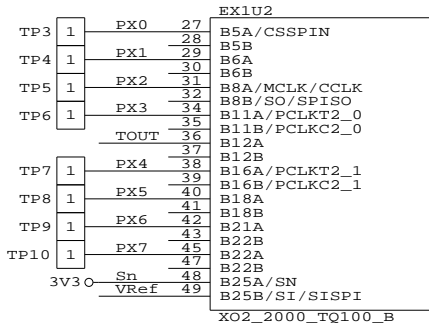 EX1U2
TP3 1 PX0 27 B5A/CSSPIN
28 B5B
TP4 1 PX1 29 B6A
30 B6B
TP5 1 PX2 31 B8A/MCLK/CCLK
32 B8B/SO/SPISO
TP6 1 PX3 34 B11A/PCLKT2_0
35 B11B/PCLKC2_0
TOUT 36 B12A
37 B12B
TP7 1 PX4 38 B16A/PCLKT2_1
39 B16B/PCLKC2_1
TP8 1 PX5 40 B18A
41 B18B
TP9 1 PX6 42 B21A
43 B22B
TP10 1 PX7 45 B22A
47 B22B
3V3 Sn 48 B25A/SN
VRef 49 B25B/SI/SISPI
XO2_2000_TQ100_B